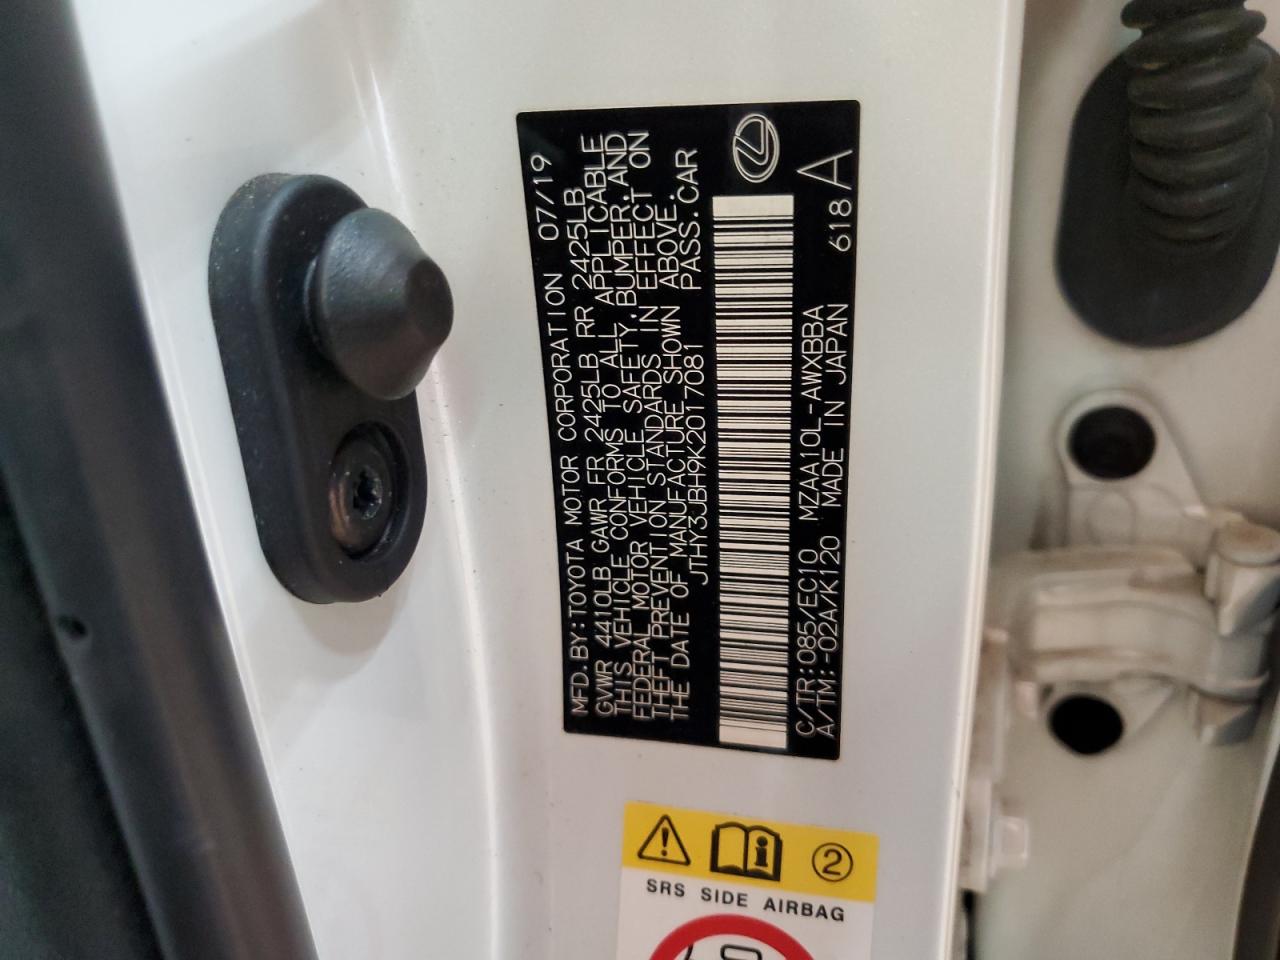 MFD.BY:TOYOTA MOTOR CORPORATION 07/19
GVWR 4410LB GAWR FR 2425LB RR 2425LB
THIS VEHICLE CONFORMS TO ALL APPLICABLE
FEDERAL MOTOR VEHICLE SAFETY,BUMPER,AND
THEFT PREVENTION STANDARDS IN EFFECT ON
THE DATE OF MANUFACTURE SHOWN ABOVE.
JTHY3JBH9K2017081 PASS.CAR
C/TR:085/EC10 MZAA10L-AWXBBA
A/TM:-02A/K120 MADE IN JAPAN 618A
2
SRS SIDE AIRBAG